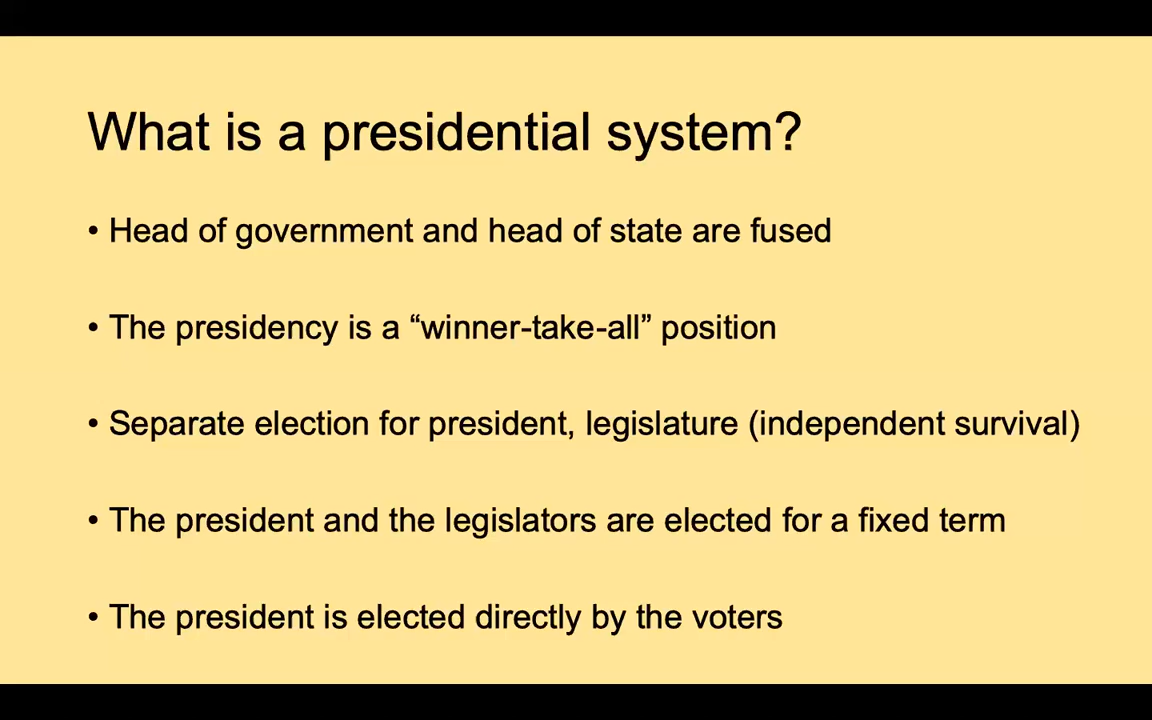 What is a presidential system?
• Head of government and head of state are fused
• The presidency is a “winner-take-all” position
• Separate election for president, legislature (independent survival)
• The president and the legislators are elected for a fixed term
• The president is elected directly by the voters